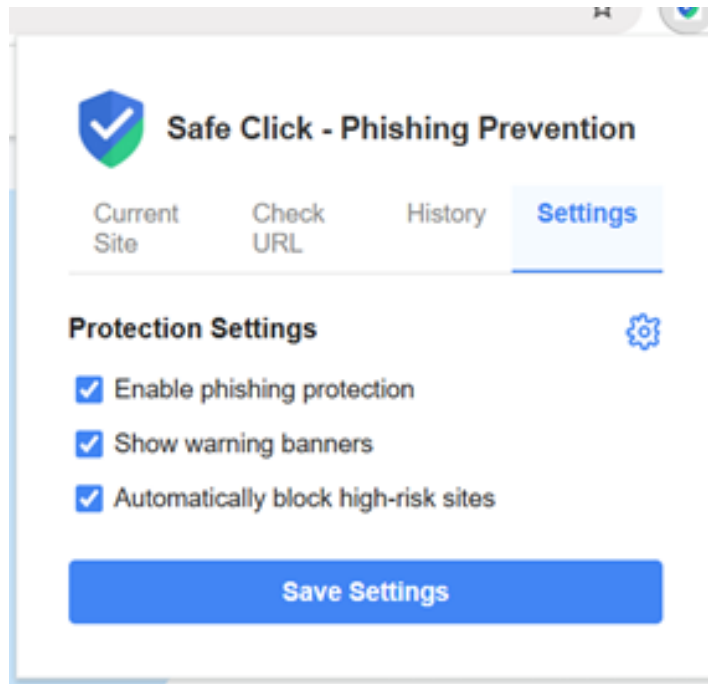 Safe Click - Phishing Prevention
Current Site
Check URL
History
Settings
Protection Settings
Enable phishing protection
Show warning banners
Automatically block high-risk sites
Save Settings